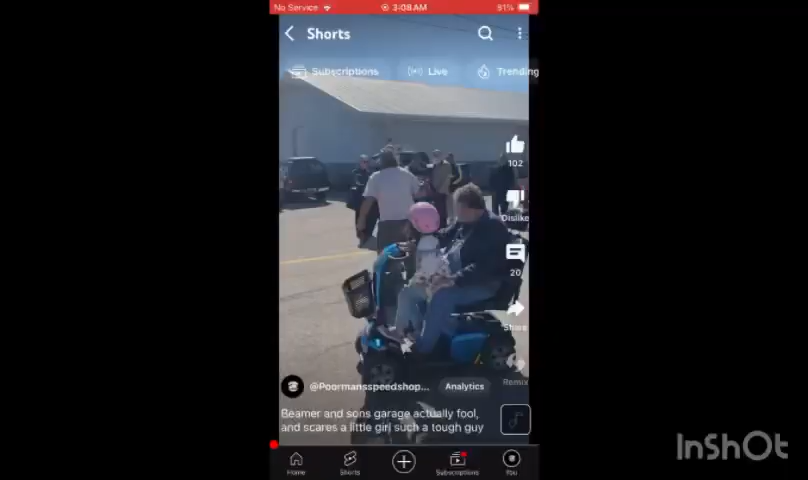 No Service
3:08 AM
91%
Shorts
Subscriptions
Live
Trending
102
Dislike
20
Share
Remix
@Poormansspeedshop...
Analytics
Beamer and sons garage actually fool,
and scares a little girl such a tough guy
Home
Shorts
Subscriptions
You
InShOt